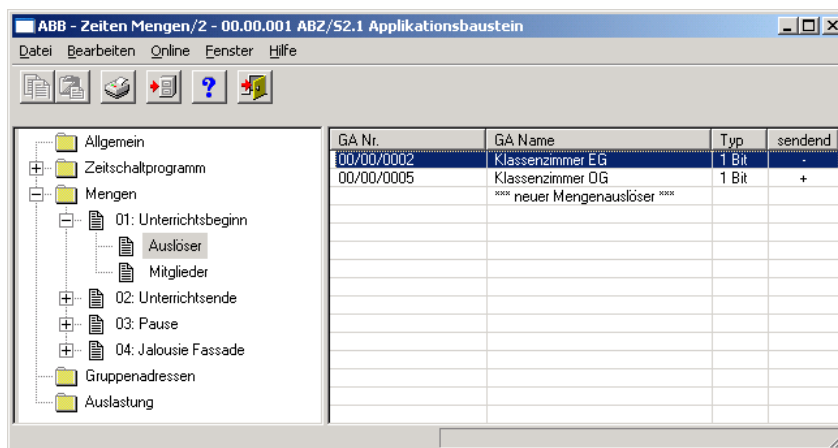 ABB - Zeiten Mengen/2 - 00.00.001 ABZ/S2.1 Applikationsbaustein
Datei Bearbeiten Online Fenster Hilfe
Allgemein
Zeitschaltprogramm
Mengen
01: Unterrichtsbeginn
Auslöser
Mitglieder
02: Unterrichtsende
03: Pause
04: Jalousie Fassade
Gruppenadressen
Auslastung
GA Nr. GA Name Typ sendend
00/00/0002 Klassenzimmer EG 1 Bit -
00/00/0005 Klassenzimmer OG 1 Bit +
*** neuer Mengenauslöser ***